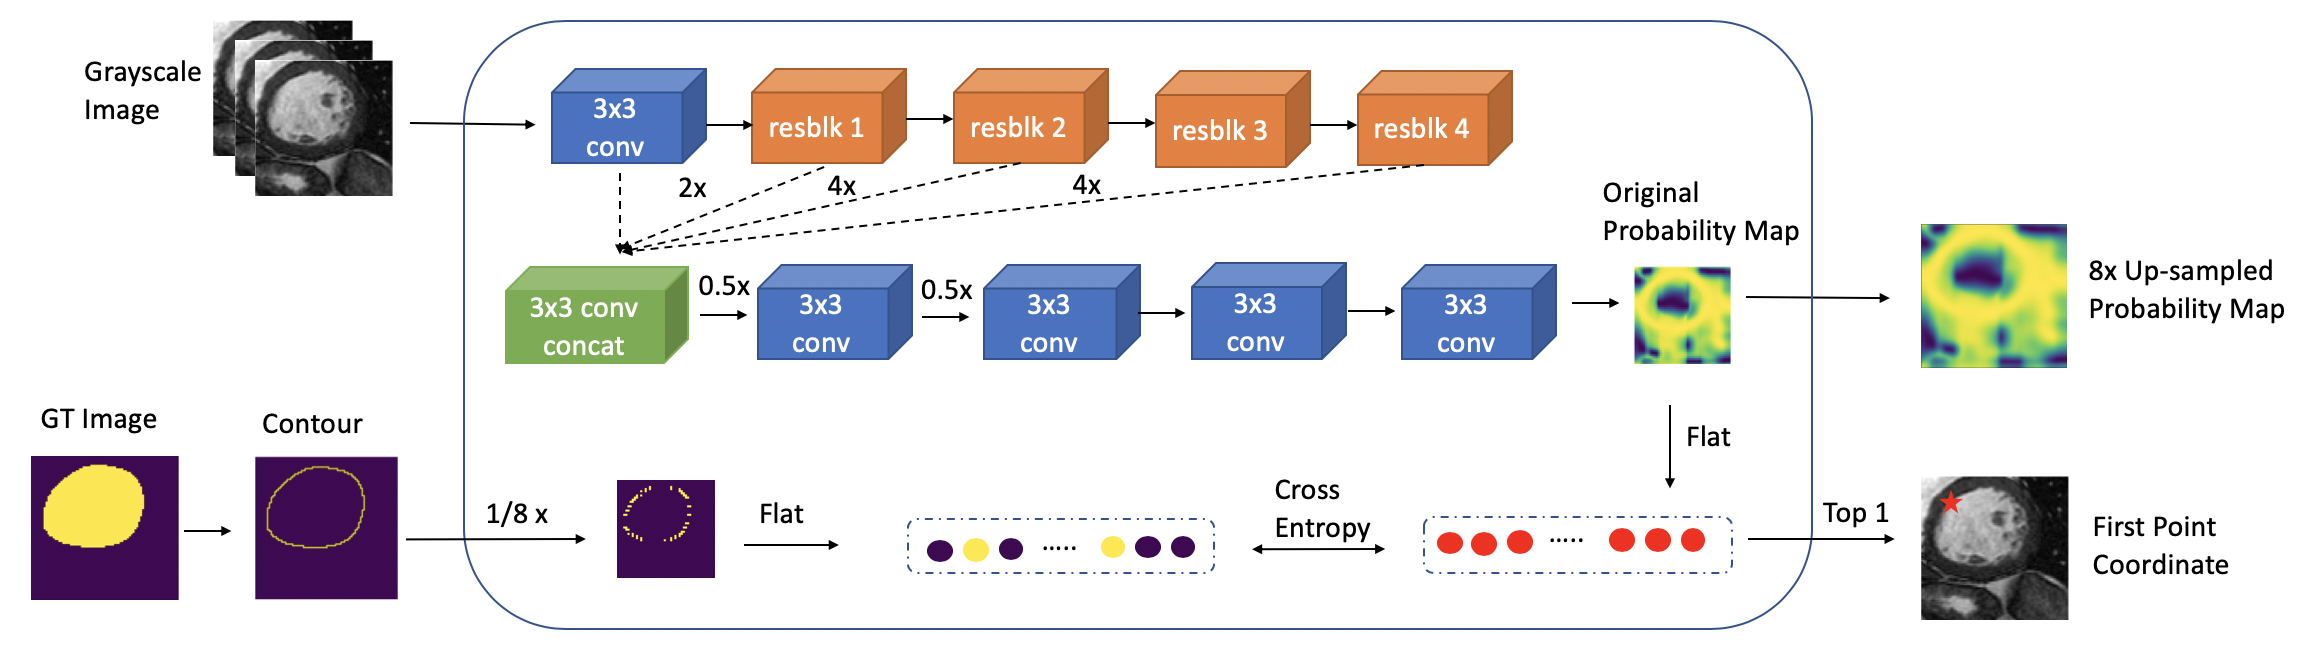 Grayscale
Image
3x3
conv
resblk 1
resblk 2
resblk 3
resblk 4
2x
4x
4x
Original
Probability Map
3x3 conv
concat
0.5x
3x3
conv
0.5x
3x3
conv
3x3
conv
3x3
conv
8x Up-sampled
Probability Map
GT Image
Contour
Flat
1/8 x
Flat
Cross
Entropy
.....
.....
Top 1
First Point
Coordinate